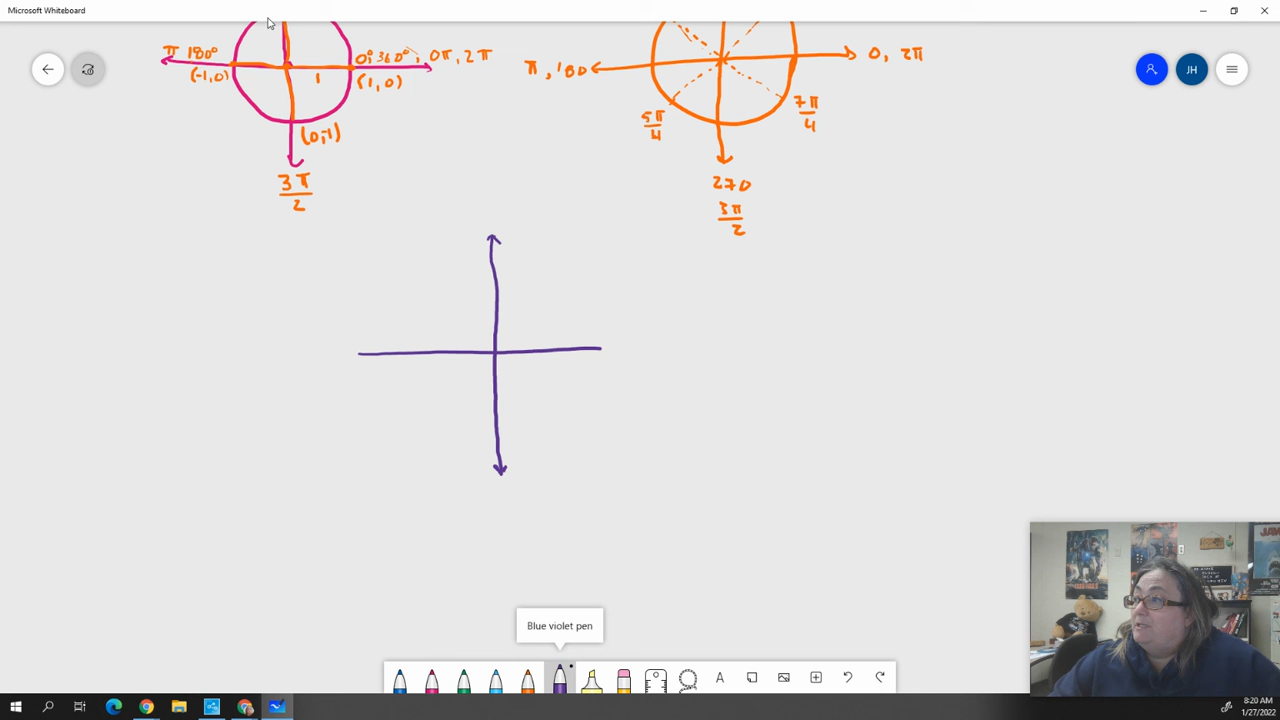 Microsoft Whiteboard
π 180°
0° 360°, 0π, 2π
(-1,0)
1
(1,0)
(0,-1)
3π
2
π, 180
0, 2π
5π
4
7π
4
270
3π
2
JH
Blue violet pen
A
JAWS
8:20 AM
1/27/2022